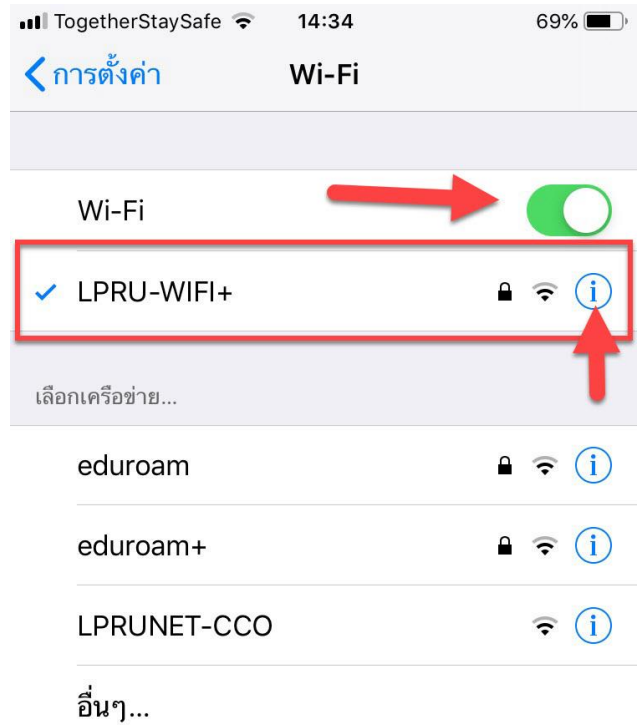 TogetherStaySafe 14:34 69%
การตั้งค่า Wi-Fi
Wi-Fi
LPRU-WIFI+
เลือกเครือข่าย...
eduroam
eduroam+
LPRUNET-CCO
อื่นๆ...